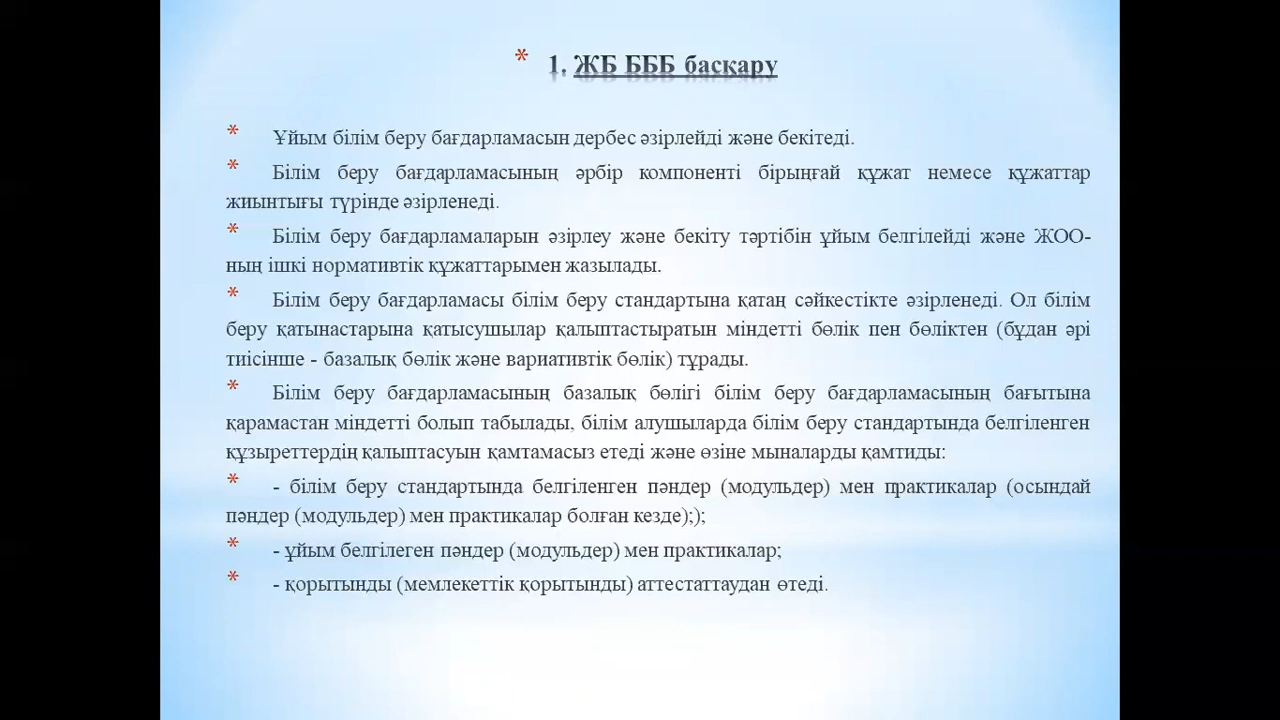 * 1. ЖБ БББ басқару
* Ұйым білім беру бағдарламасын дербес әзірлейді және бекітеді.
* Білім беру бағдарламасының әрбір компоненті бірыңғай құжат немесе құжаттар
жиынтығы түрінде әзірленеді.
* Білім беру бағдарламаларын әзірлеу және бекіту тәртібін ұйым белгілейді және ЖОО-
ның ішкі нормативтік құжаттарымен жазылады.
* Білім беру бағдарламасы білім беру стандартына қатаң сәйкестікте әзірленеді. Ол білім
беру қатынастарына қатысушылар қалыптастыратын міндетті бөлік пен бөліктен (бұдан әрі
тиісінше - базалық бөлік және вариативтік бөлік) тұрады.
* Білім беру бағдарламасының базалық бөлігі білім беру бағдарламасының бағытына
қарамастан міндетті болып табылады, білім алушыларда білім беру стандартында белгіленген
құзыреттердің қалыптасуын қамтамасыз етеді және өзіне мыналарды қамтиды:
* - білім беру стандартында белгіленген пәндер (модульдер) мен практикалар (осындай
пәндер (модульдер) мен практикалар болған кезде););
* - ұйым белгілеген пәндер (модульдер) мен практикалар;
* - қорытынды (мемлекеттік қорытынды) аттестаттаудан өтеді.